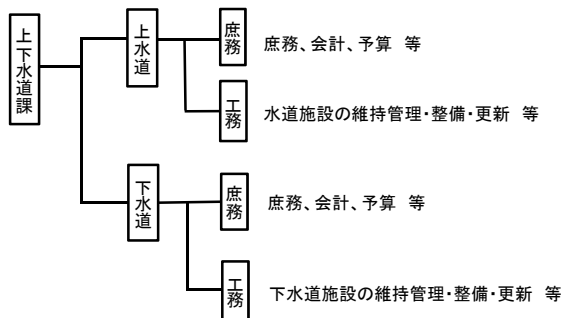 上下水道課
上水道
庶務
庶務、会計、予算　等
工務
水道施設の維持管理・整備・更新　等
下水道
庶務
庶務、会計、予算　等
工務
下水道施設の維持管理・整備・更新　等